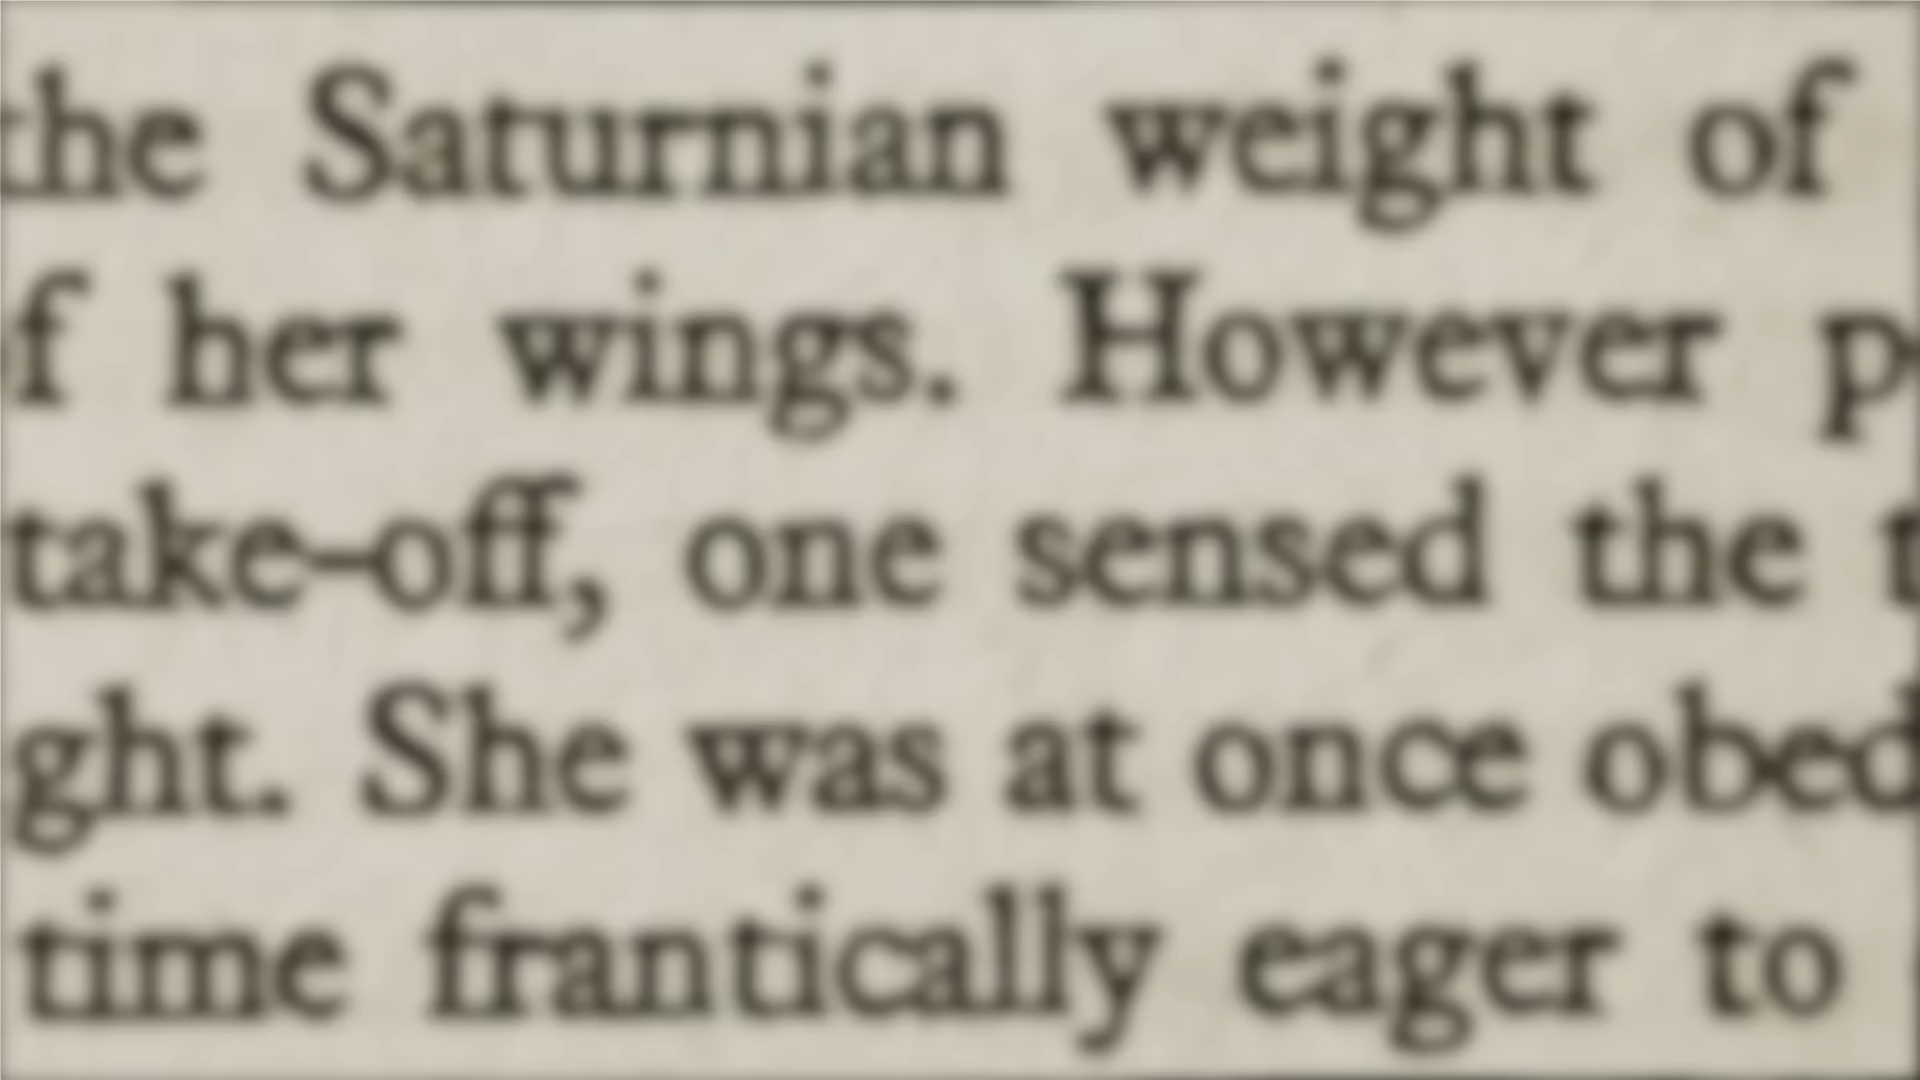 the Saturnian weight of
f her wings. However p
take-off, one sensed the t
ght. She was at once obed
time frantically eager to